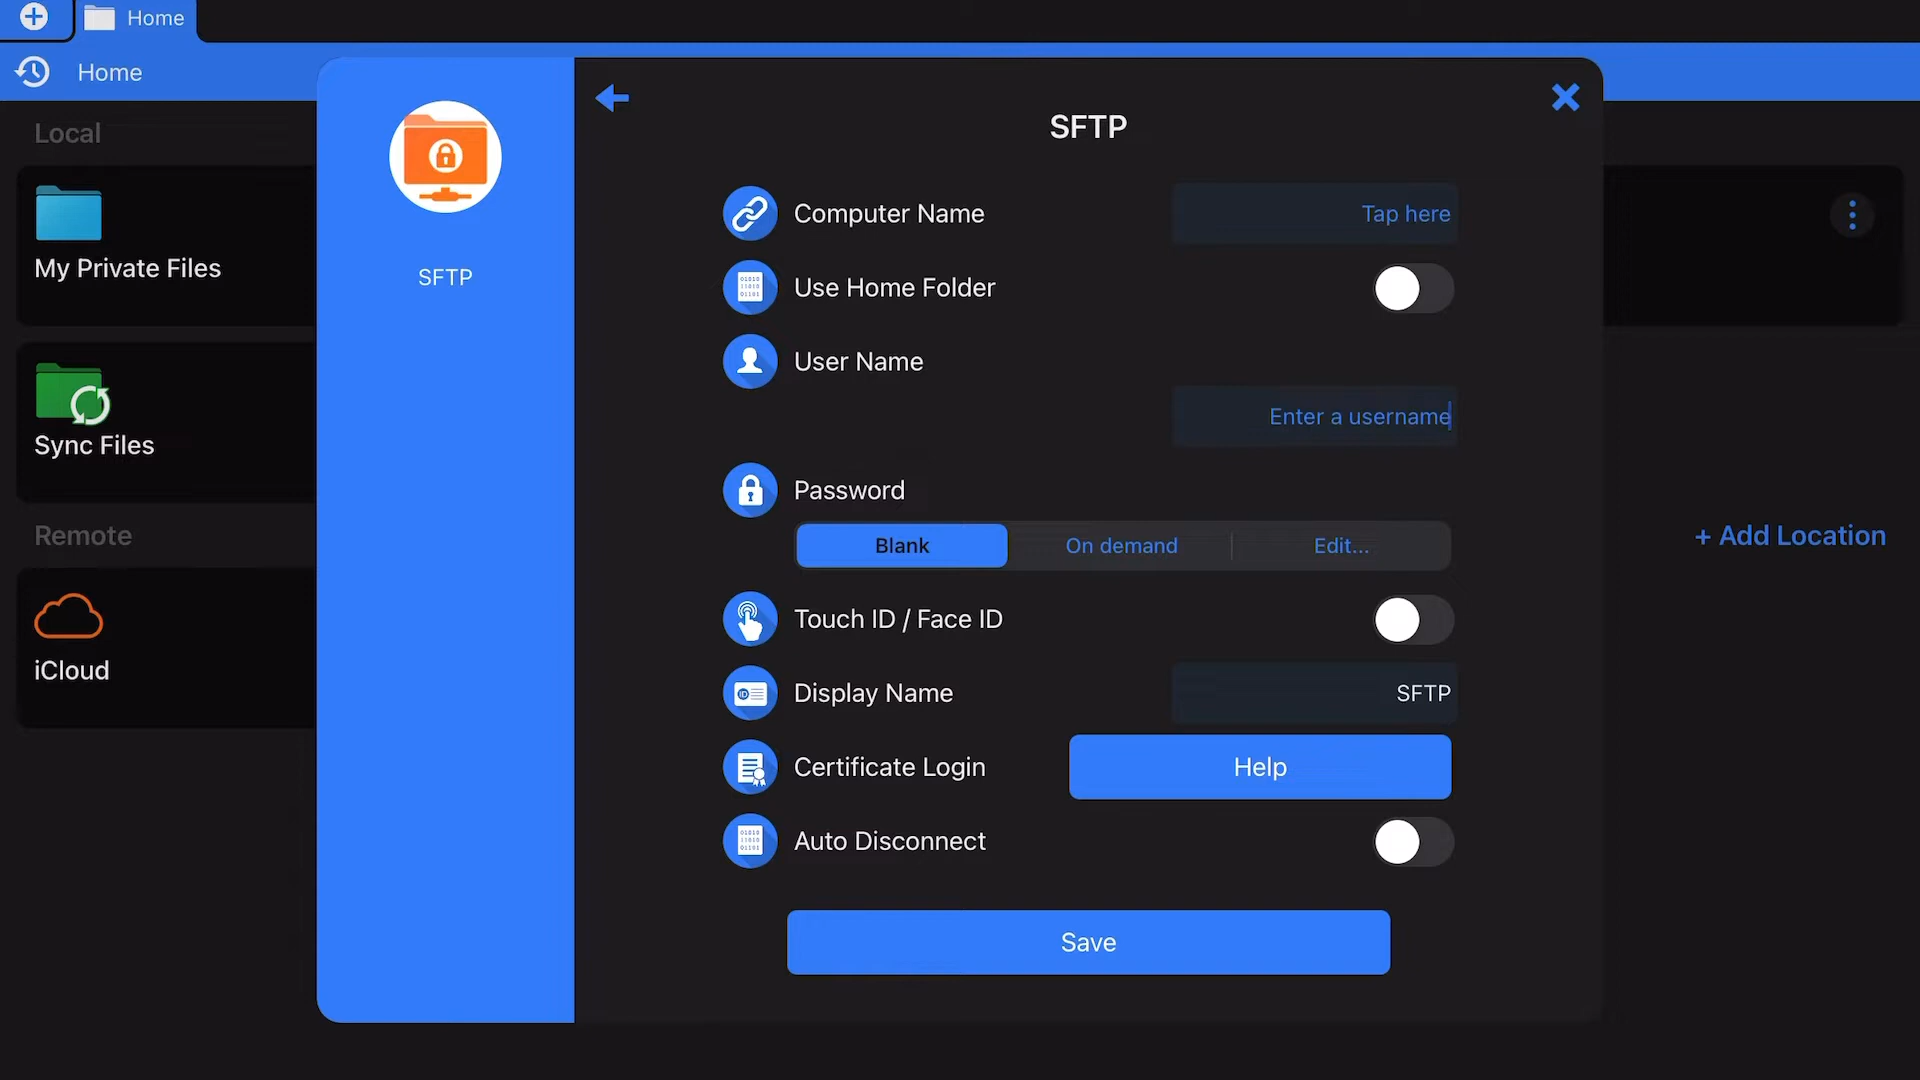 Home
Home
Local
My Private Files
Sync Files
Remote
+ Add Location
iCloud
SFTP
SFTP
Computer Name
Tap here
Use Home Folder
User Name
Enter a username
Password
Blank
On demand
Edit...
Touch ID / Face ID
Display Name
SFTP
Certificate Login
Help
Auto Disconnect
Save